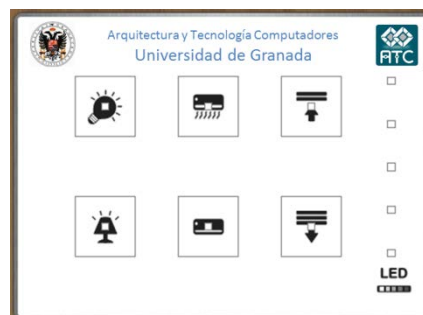 Arquitectura y Tecnología Computadores
Universidad de Granada
ATC
LED